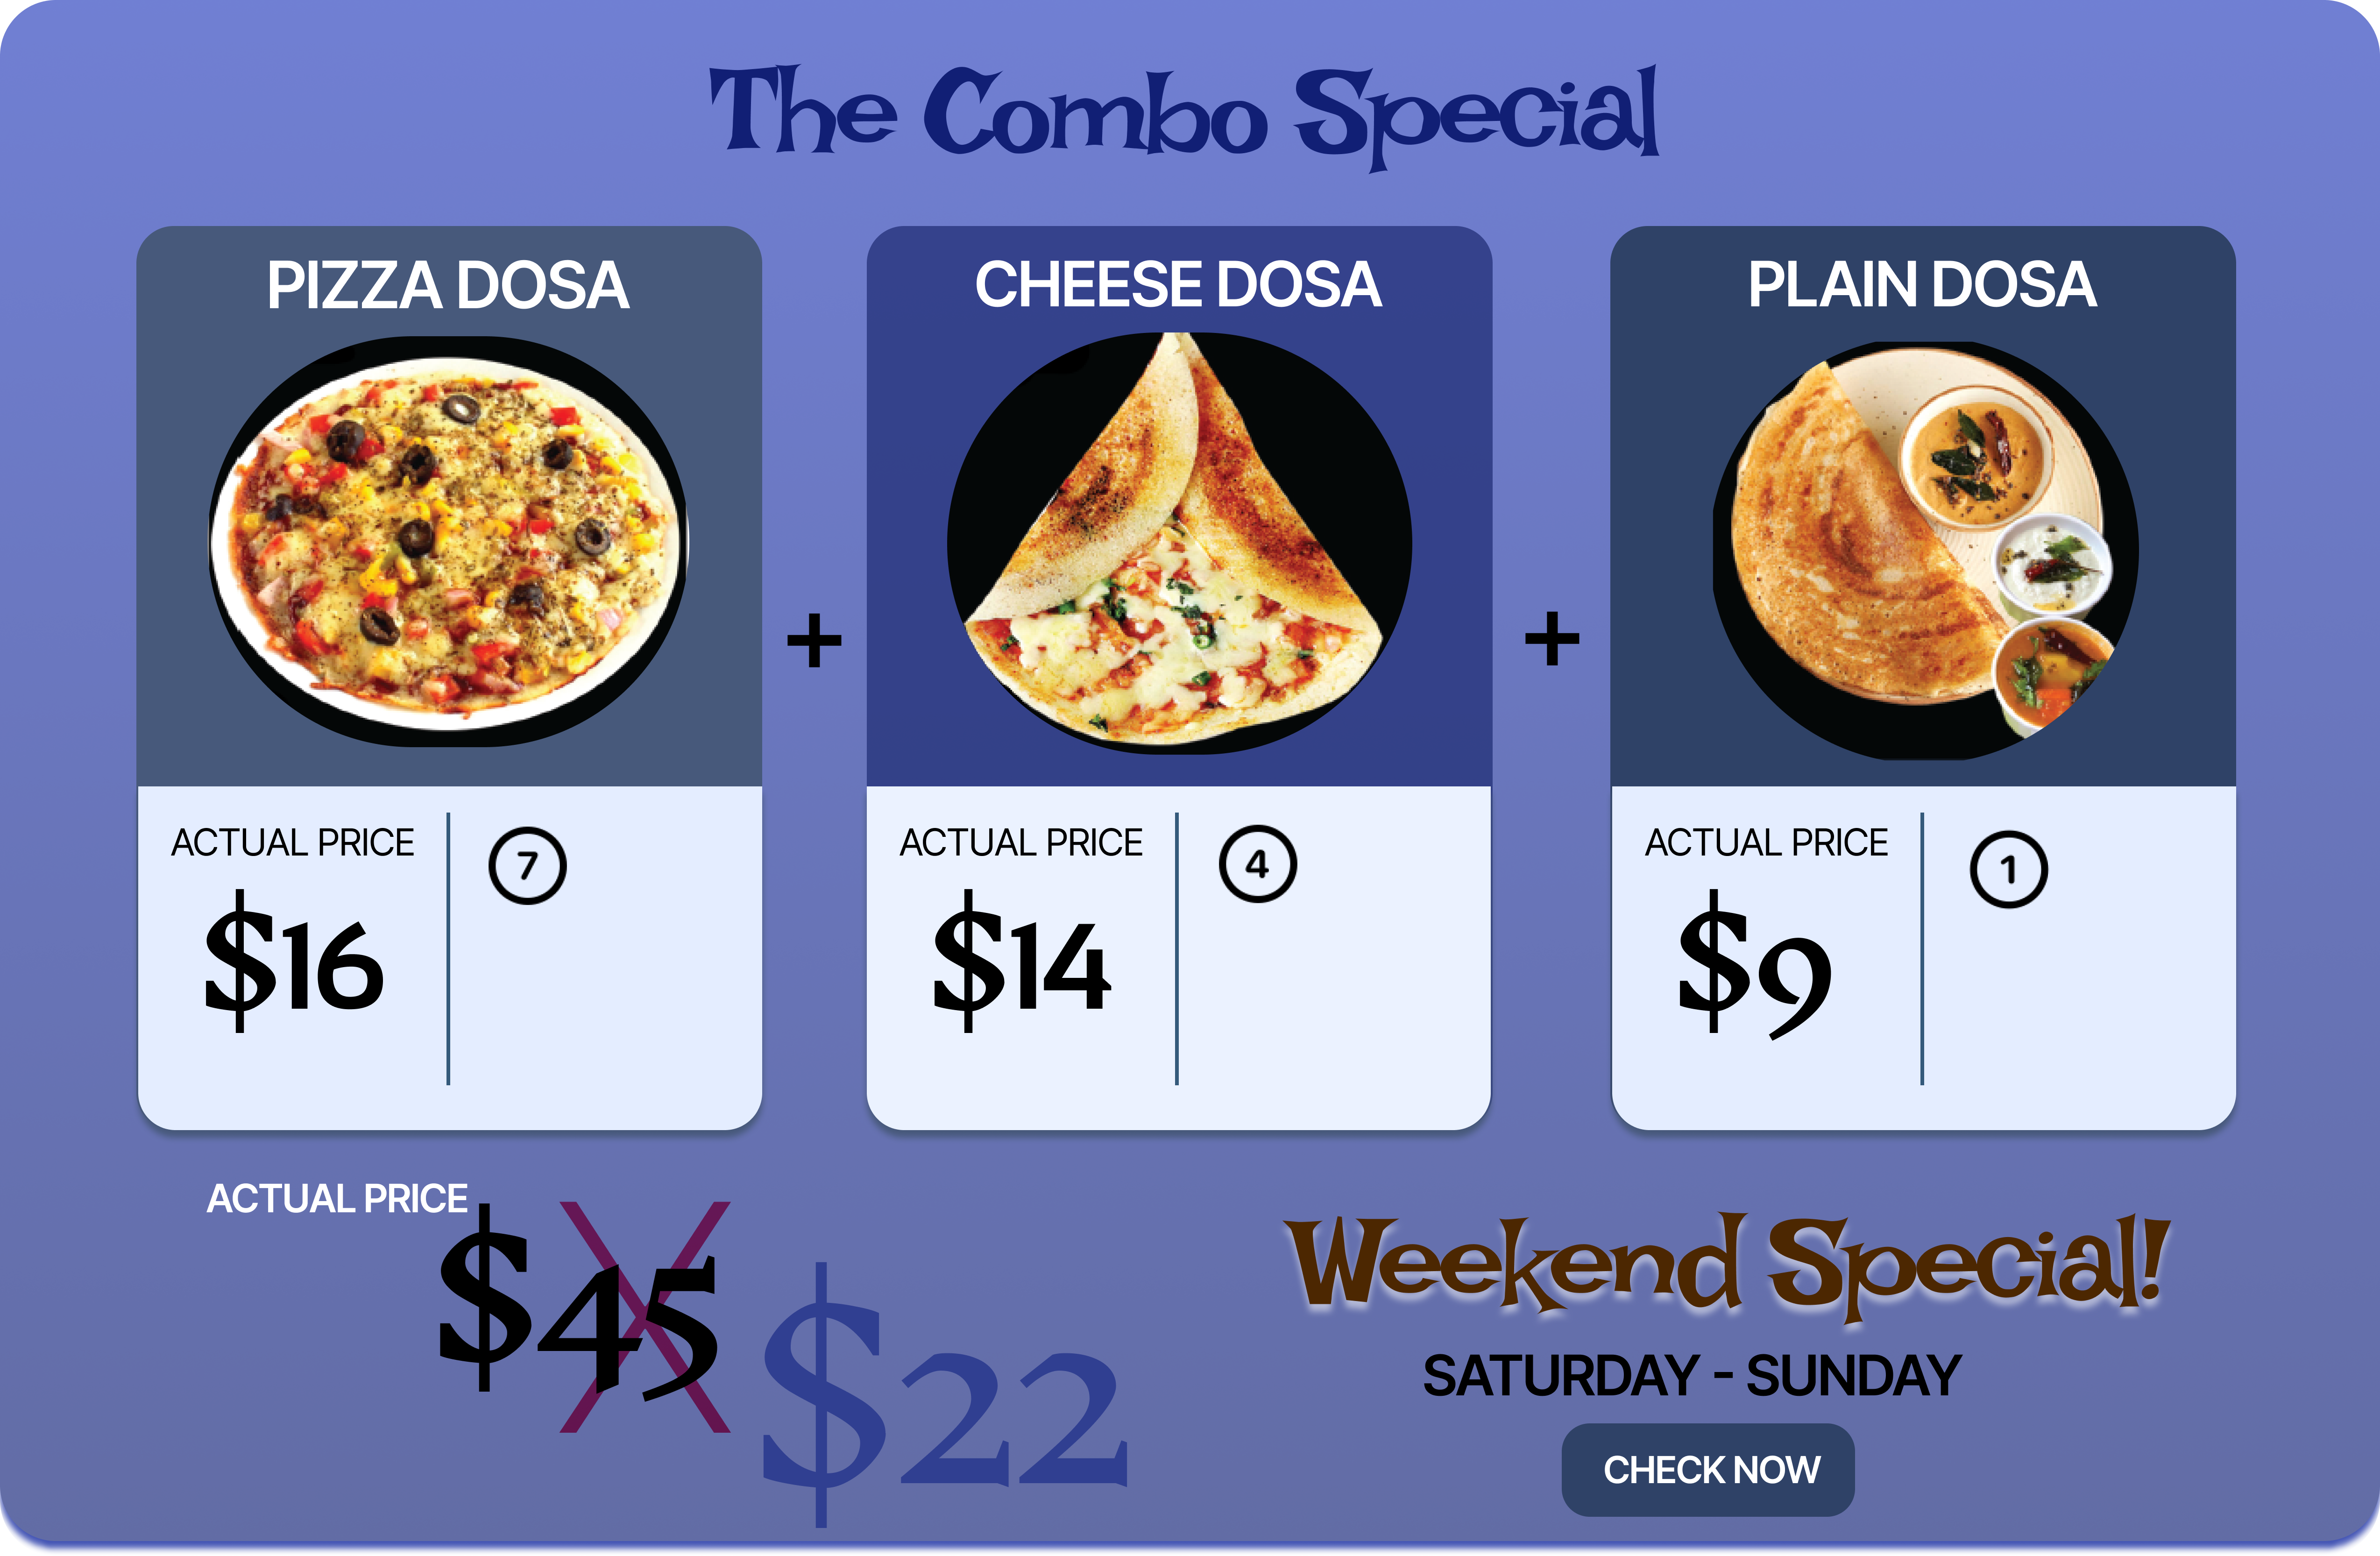 The Combo Special
PIZZA DOSA
CHEESE DOSA
PLAIN DOSA
+
+
ACTUAL PRICE
7
$16
ACTUAL PRICE
4
$14
ACTUAL PRICE
1
$9
ACTUAL PRICE
$45
$22
Weekend Special!
SATURDAY - SUNDAY
CHECK NOW